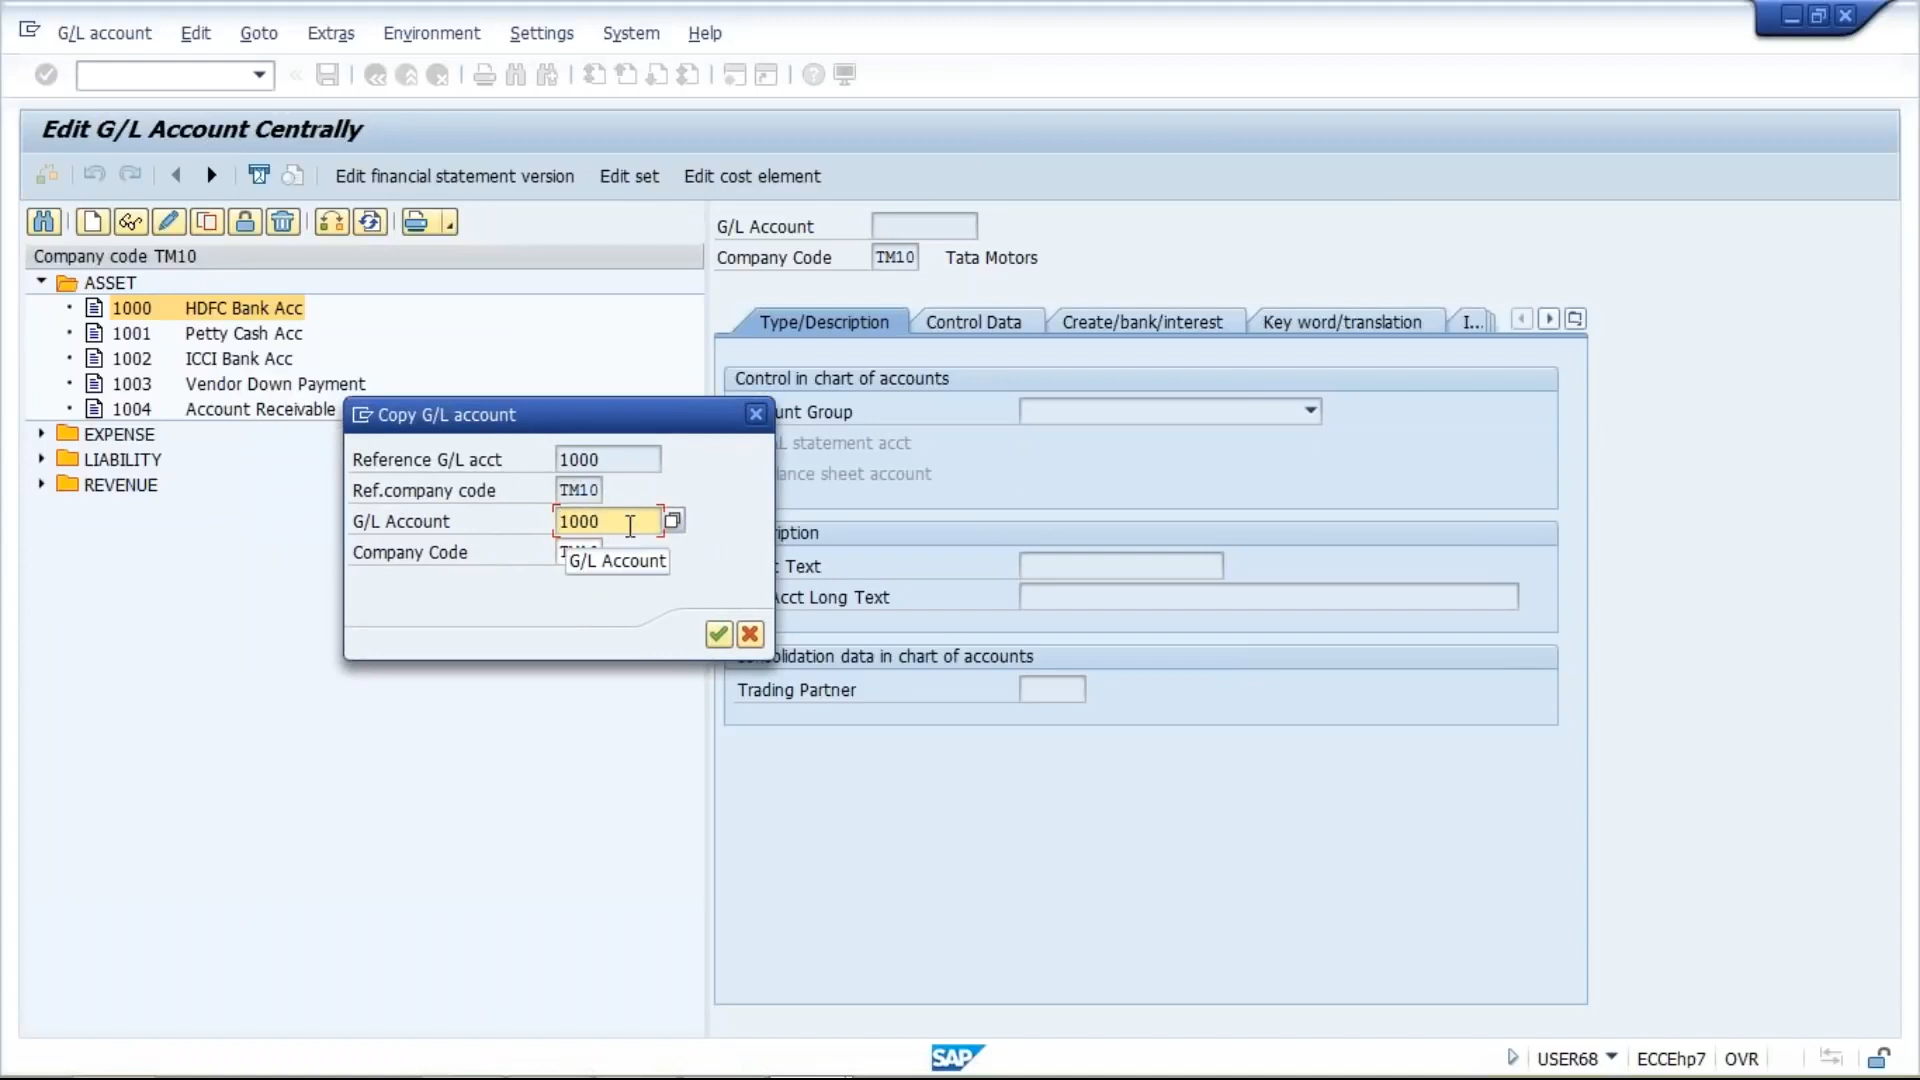 G/L account Edit Goto Extras Environment Settings System Help
Edit G/L Account Centrally
Edit financial statement version Edit set Edit cost element
Company code TM10
ASSET
1000 HDFC Bank Acc
1001 Petty Cash Acc
1002 ICCI Bank Acc
1003 Vendor Down Payment
1004 Account Receivable
EXPENSE
LIABILITY
REVENUE
G/L Account
Company Code TM10 Tata Motors
Type/Description Control Data Create/bank/interest Key word/translation I...
Control in chart of accounts
unt Group
L statement acct
ance sheet account
iption
Text
Acct Long Text
solidation data in chart of accounts
Trading Partner
Copy G/L account
Reference G/L acct 1000
Ref.company code TM10
G/L Account 1000
Company Code
G/L Account
SAP
USER68 ECCEhp7 OVR